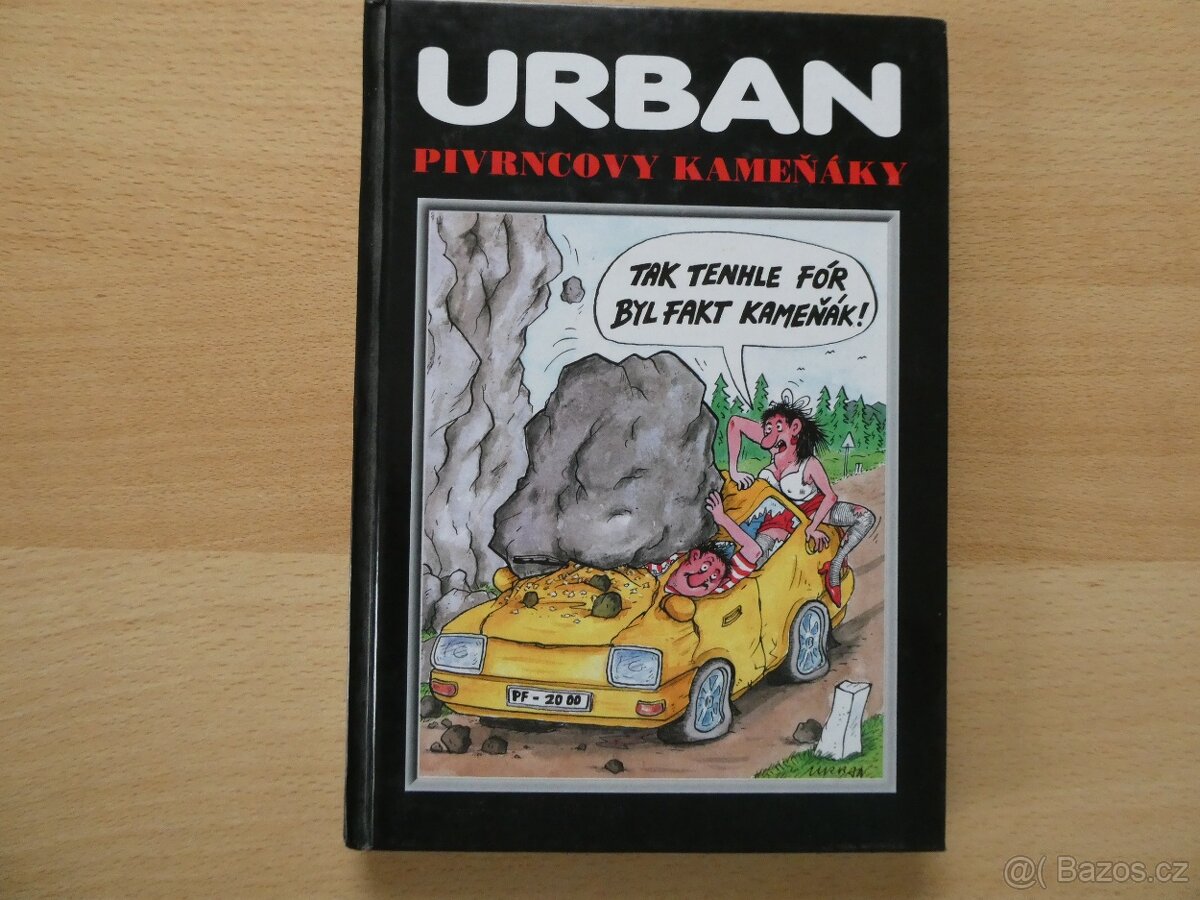 URBAN
PIVRNCOVY KAMEŇÁKY
TAK TENHLE FÓR
BYL FAKT KAMEŇÁK!
PF - 20 00
URBAN
@( Bazos.cz